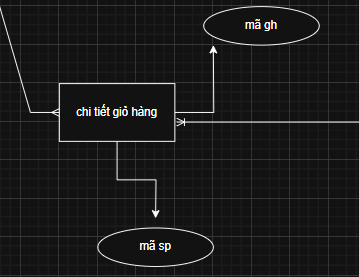 mã gh
chi tiết giỏ hàng
mã sp